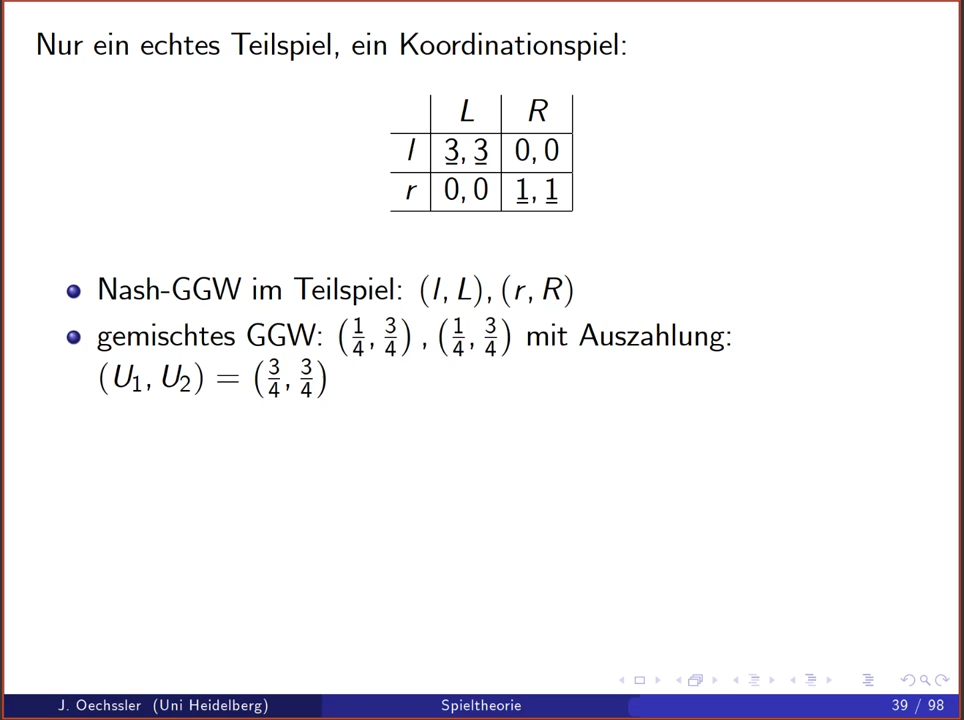 Nur ein echtes Teilspiel, ein Koordinationspiel:
L R
l 3, 3 0, 0
r 0, 0 1, 1
Nash-GGW im Teilspiel: (l, L), (r, R)
gemischtes GGW: (1/4, 3/4), (1/4, 3/4) mit Auszahlung:
(U₁, U₂) = (3/4, 3/4)
J. Oechssler (Uni Heidelberg) Spieltheorie 39 / 98